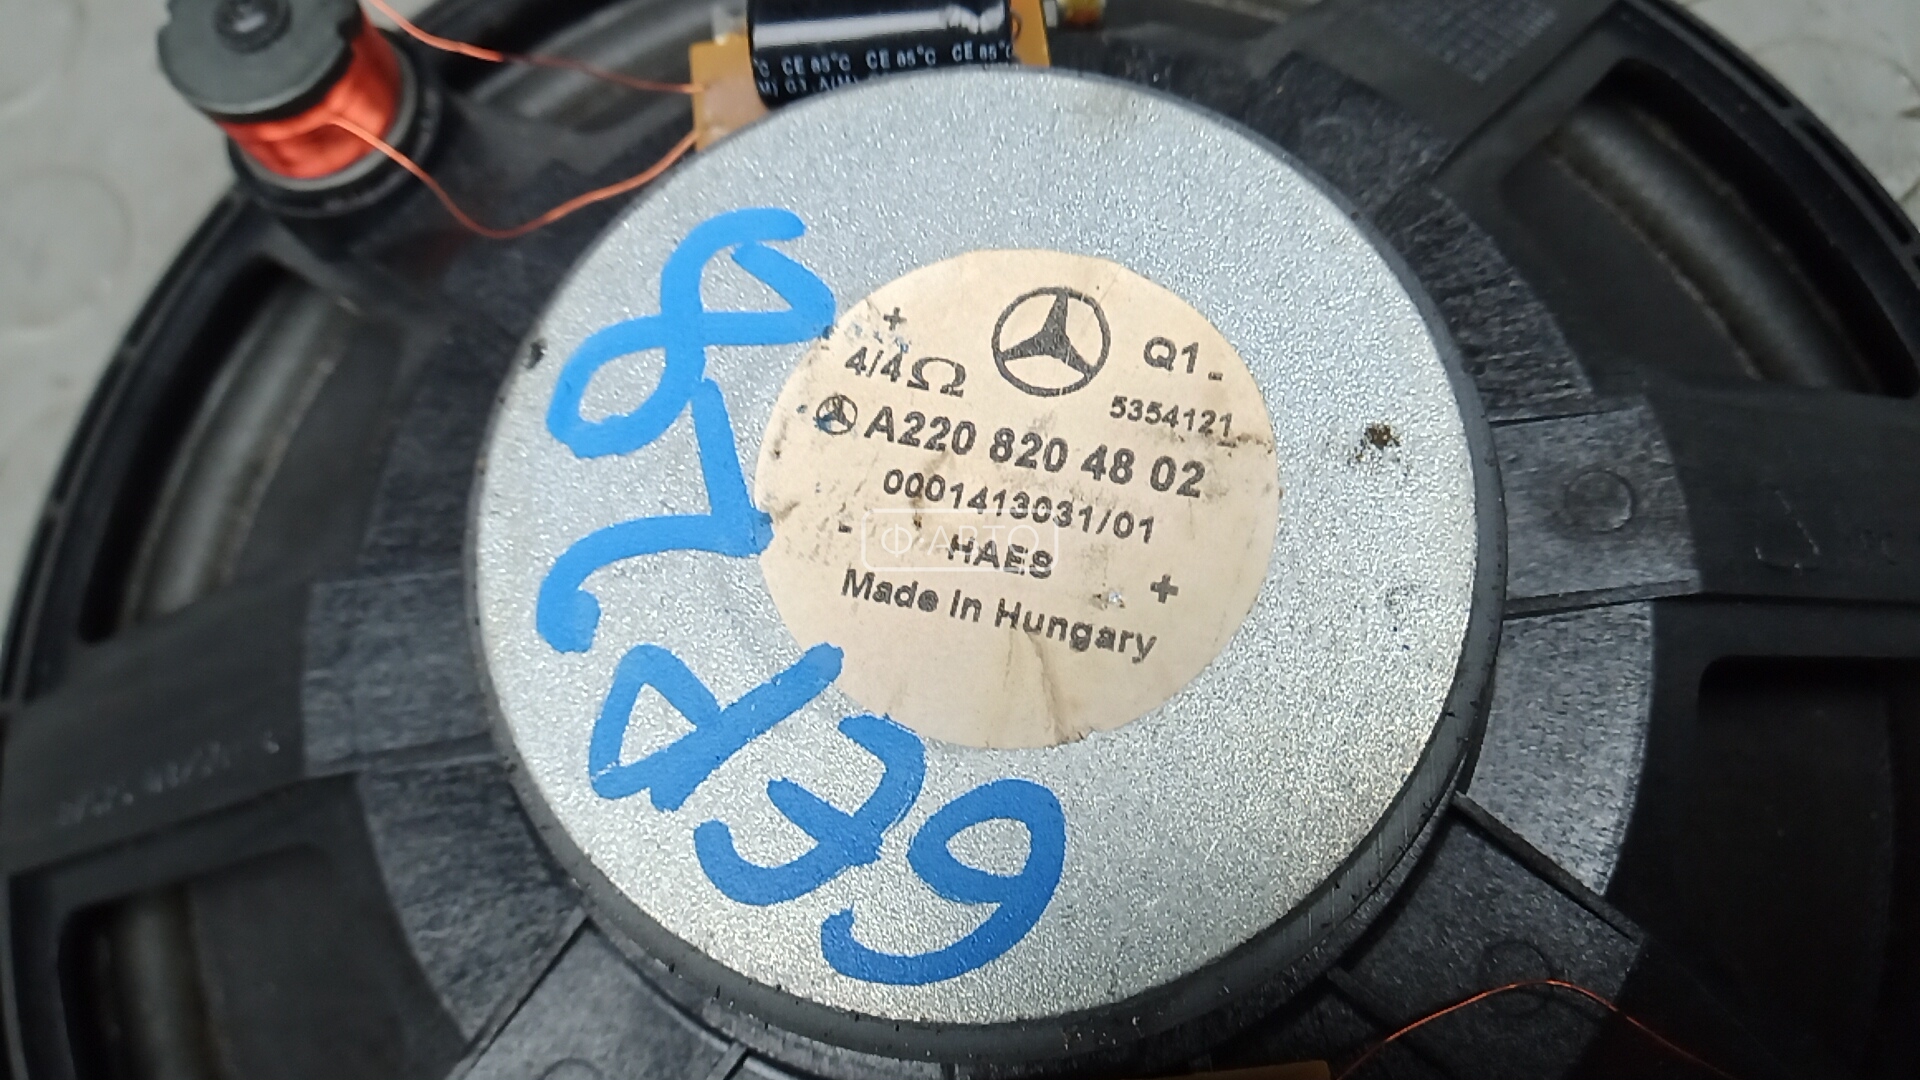 CE 85°C CE 85°C CE 85°C
+
4/4Ω
Q1
-
5354121
A220 820 48 02
0001413031/01
-
HAES
+
Made in Hungary
Ф-АВТО